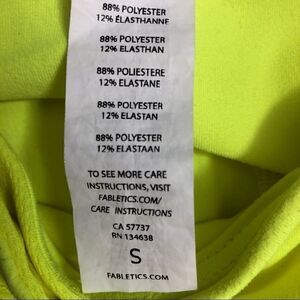 88% POLYESTER
12% ÉLASTHANNE
88% POLYESTER
12% ELASTHAN
88% POLIESTERE
12% ELASTANE
88% POLYESTER
12% ELASTAN
88% POLYESTER
12% ELASTAAN
TO SEE MORE CARE
INSTRUCTIONS, VISIT
FABLETICS.COM/
CARE INSTRUCTIONS
CA 57737
RN 134638
S
FABLETICS.COM